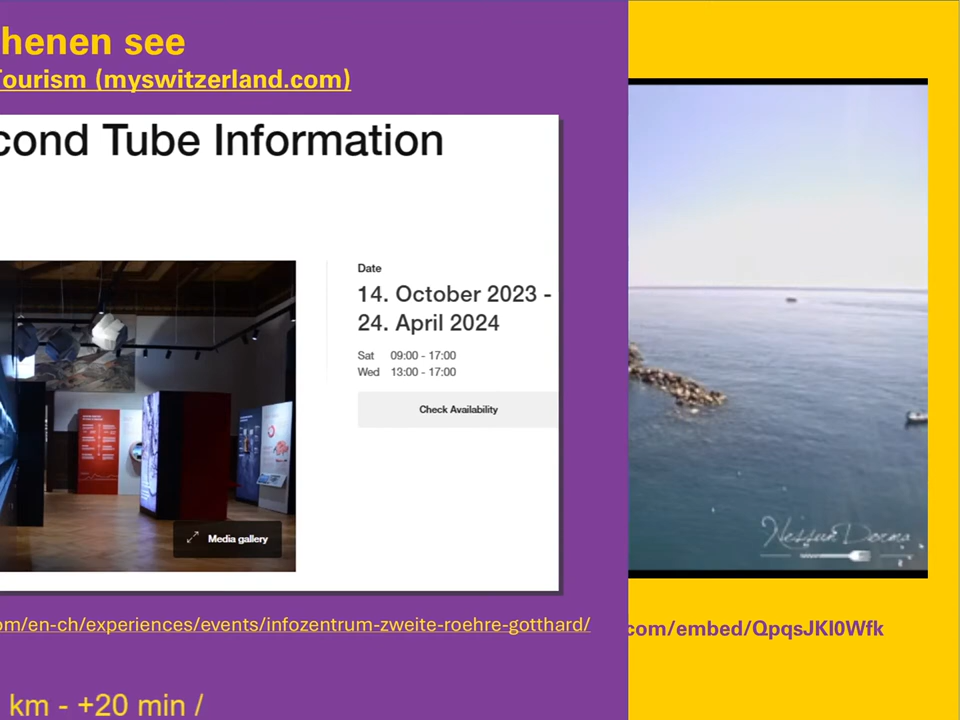 henen see
Tourism (myswitzerland.com)
cond Tube Information
Date
14. October 2023 -
24. April 2024
Sat 09:00 - 17:00
Wed 13:00 - 17:00
Check Availability
Media gallery
Nessun Dorma
om/en-ch/experiences/events/infozentrum-zweite-roehre-gotthard/
com/embed/QpqsJKI0Wfk
km - +20 min /